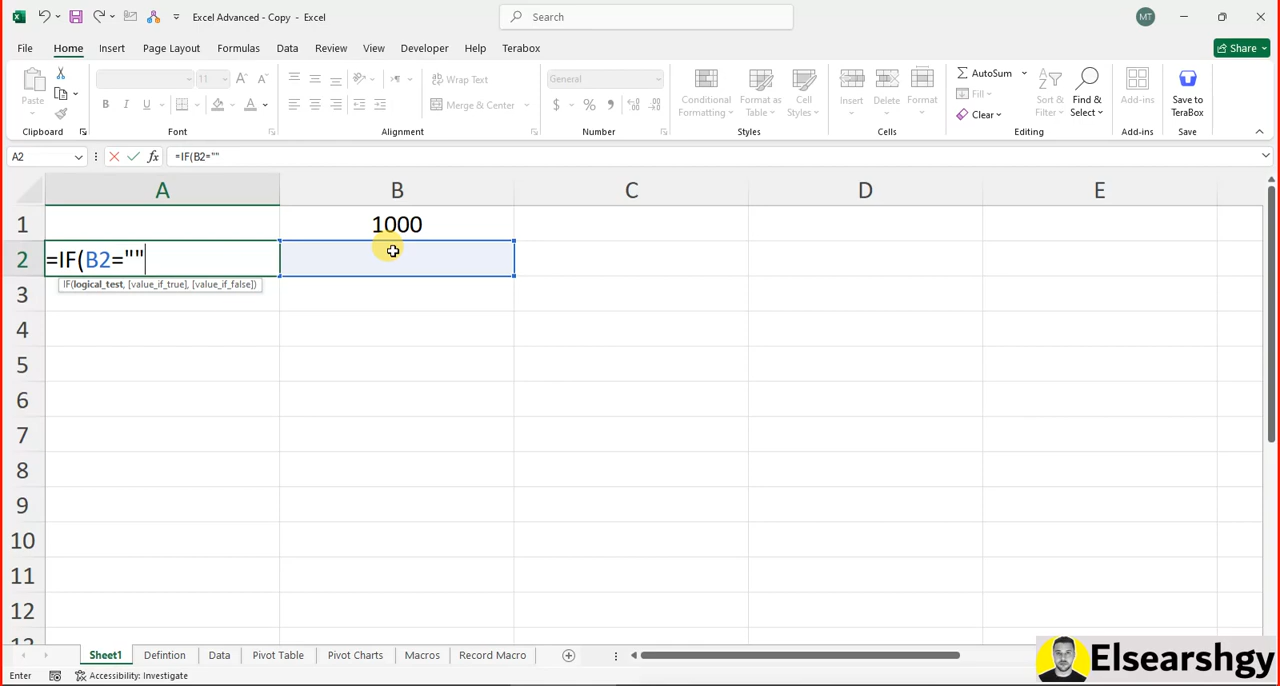 Excel Advanced - Copy - Excel
Search
MT
File Home Insert Page Layout Formulas Data Review View Developer Help Terabox
Share
Paste
11
General
Wrap Text
Merge & Center
Conditional Formatting
Format as Table
Cell Styles
Insert
Delete
Format
AutoSum
Fill
Clear
Sort & Filter
Find & Select
Add-ins
Save to TeraBox
Clipboard Font Alignment Number Styles Cells Editing Add-ins Save
A2 fx =IF(B2=""
A B C D E
1 1000
2 =IF(B2=""
IF(logical_test, [value_if_true], [value_if_false])
3
4
5
6
7
8
9
10
11
12
13
Sheet1 Defintion Data Pivot Table Pivot Charts Macros Record Macro
Enter Accessibility: Investigate
Elsearshgy